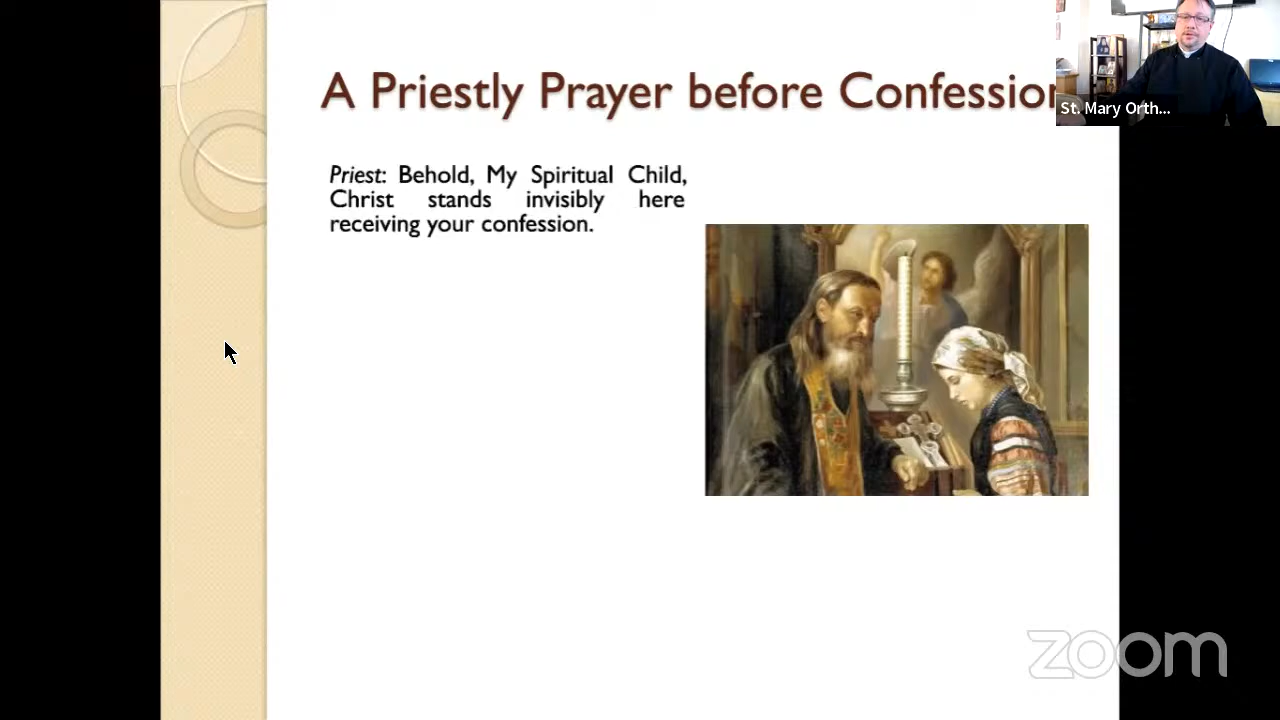 A Priestly Prayer before Confession
St. Mary Orth...
Priest: Behold, My Spiritual Child,
Christ stands invisibly here
receiving your confession.
zoom